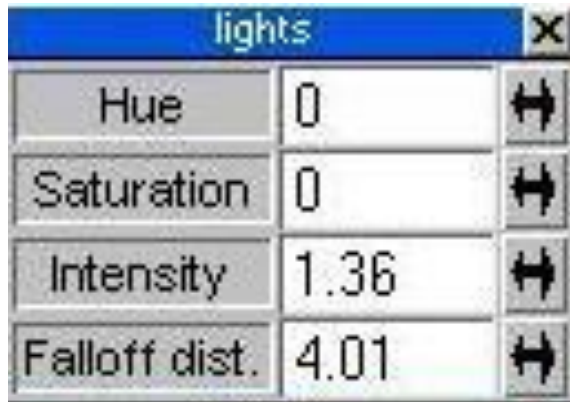 lights
Hue 0
Saturation 0
Intensity 1.36
Falloff dist. 4.01